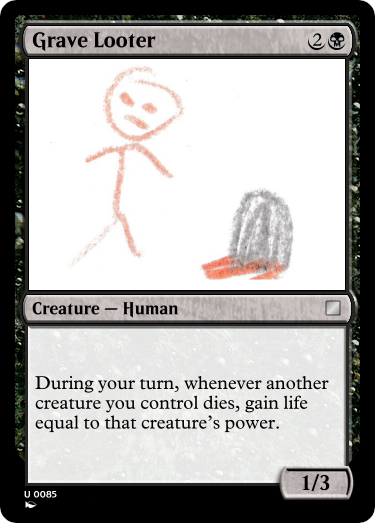 Grave Looter 2
Creature — Human
During your turn, whenever another
creature you control dies, gain life
equal to that creature's power.
1/3
U 0085